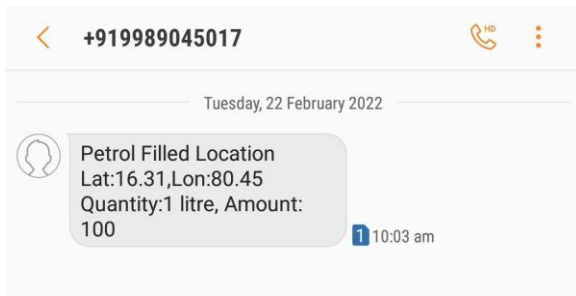 +919989045017
HD
Tuesday, 22 February 2022
Petrol Filled Location
Lat:16.31,Lon:80.45
Quantity:1 litre, Amount:
100
1 10:03 am